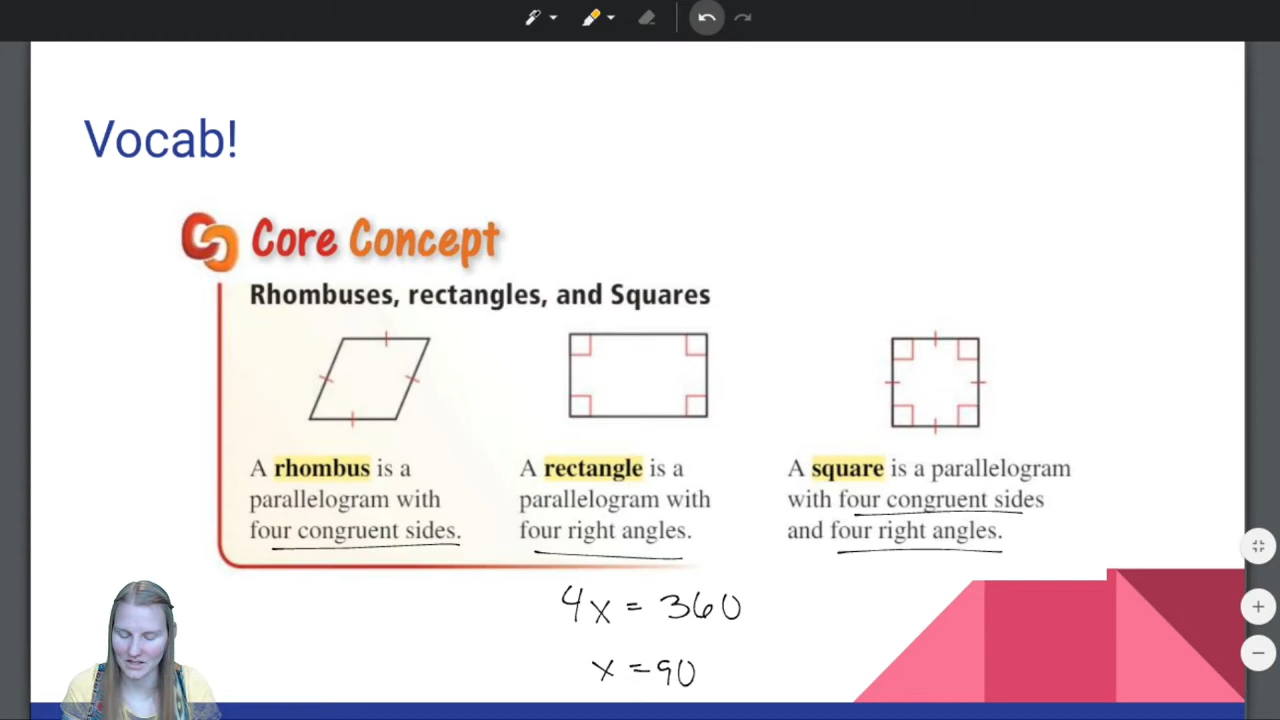 Vocab!
Core Concept
Rhombuses, rectangles, and Squares
A rhombus is a
parallelogram with
four congruent sides.
A rectangle is a
parallelogram with
four right angles.
A square is a parallelogram
with four congruent sides
and four right angles.
4x = 360
x = 90